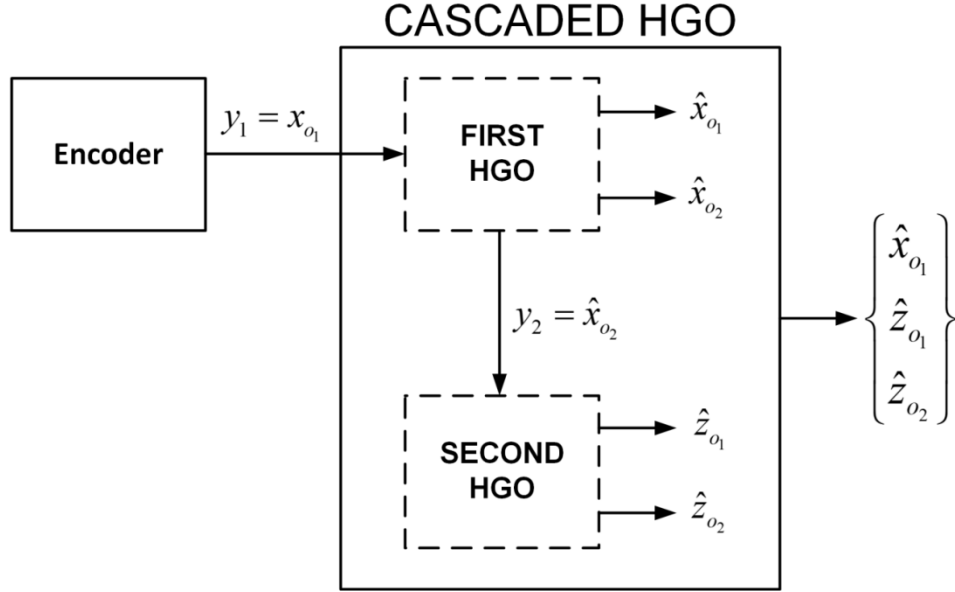 CASCADED HGO
Encoder
y₁ = x_{o₁}
FIRST
HGO
x̂_{o₁}
x̂_{o₂}
y₂ = x̂_{o₂}
SECOND
HGO
ẑ_{o₁}
ẑ_{o₂}
x̂_{o₁}
ẑ_{o₁}
ẑ_{o₂}